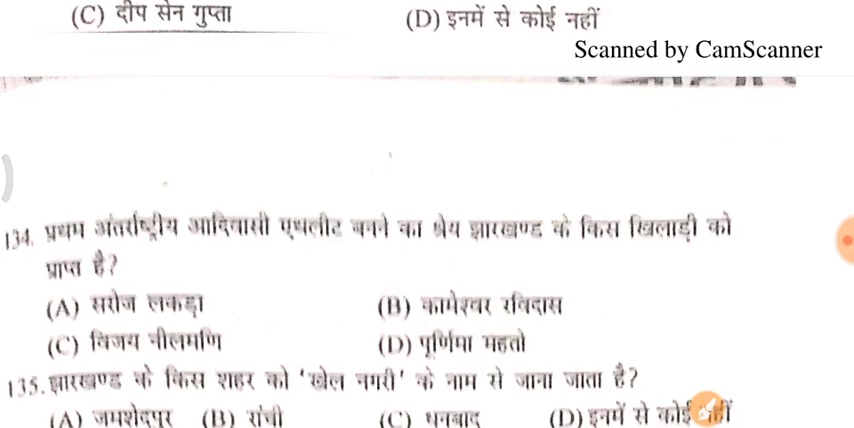 (C) दीप सेन गुप्ता (D) इनमें से कोई नहीं
Scanned by CamScanner
134. प्रथम अंतर्राष्ट्रीय आदिवासी एथलीट बनने का श्रेय झारखण्ड के किस खिलाड़ी को
प्राप्त है?
(A) सरोज लकड़ा (B) कामेश्वर रविदास
(C) विजय नीलमणि (D) पूर्णिमा महतो
135. झारखण्ड के किस शहर को 'खेल नगरी' के नाम से जाना जाता है?
(A) जमशेदपुर (B) रांची (C) धनबाद (D) इनमें से कोई नहीं